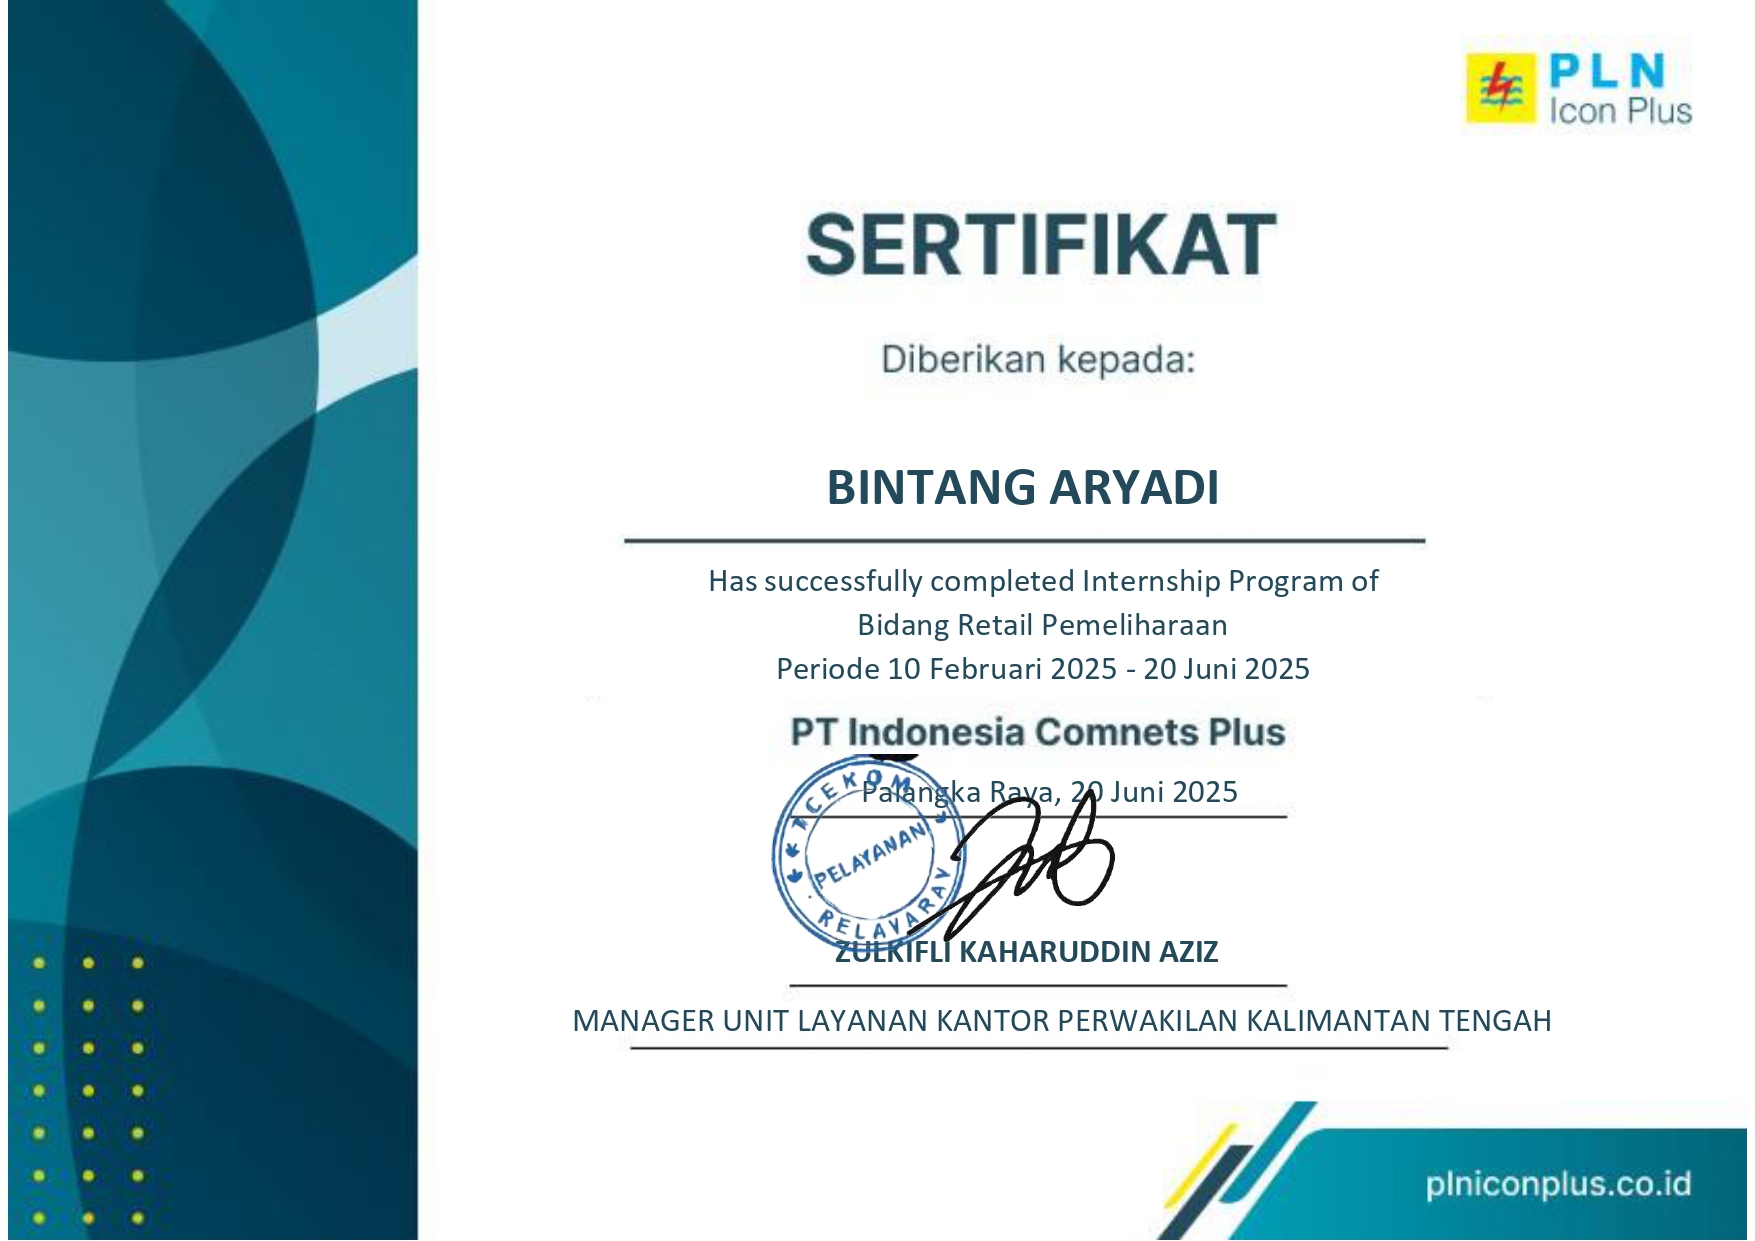 PLN
Icon Plus
SERTIFIKAT
Diberikan kepada:
BINTANG ARYADI
Has successfully completed Internship Program of
Bidang Retail Pemeliharaan
Periode 10 Februari 2025 - 20 Juni 2025
PT Indonesia Comnets Plus
Palangka Raya, 20 Juni 2025
PELAYANAN
ZULKIFLI KAHARUDDIN AZIZ
MANAGER UNIT LAYANAN KANTOR PERWAKILAN KALIMANTAN TENGAH
plniconplus.co.id